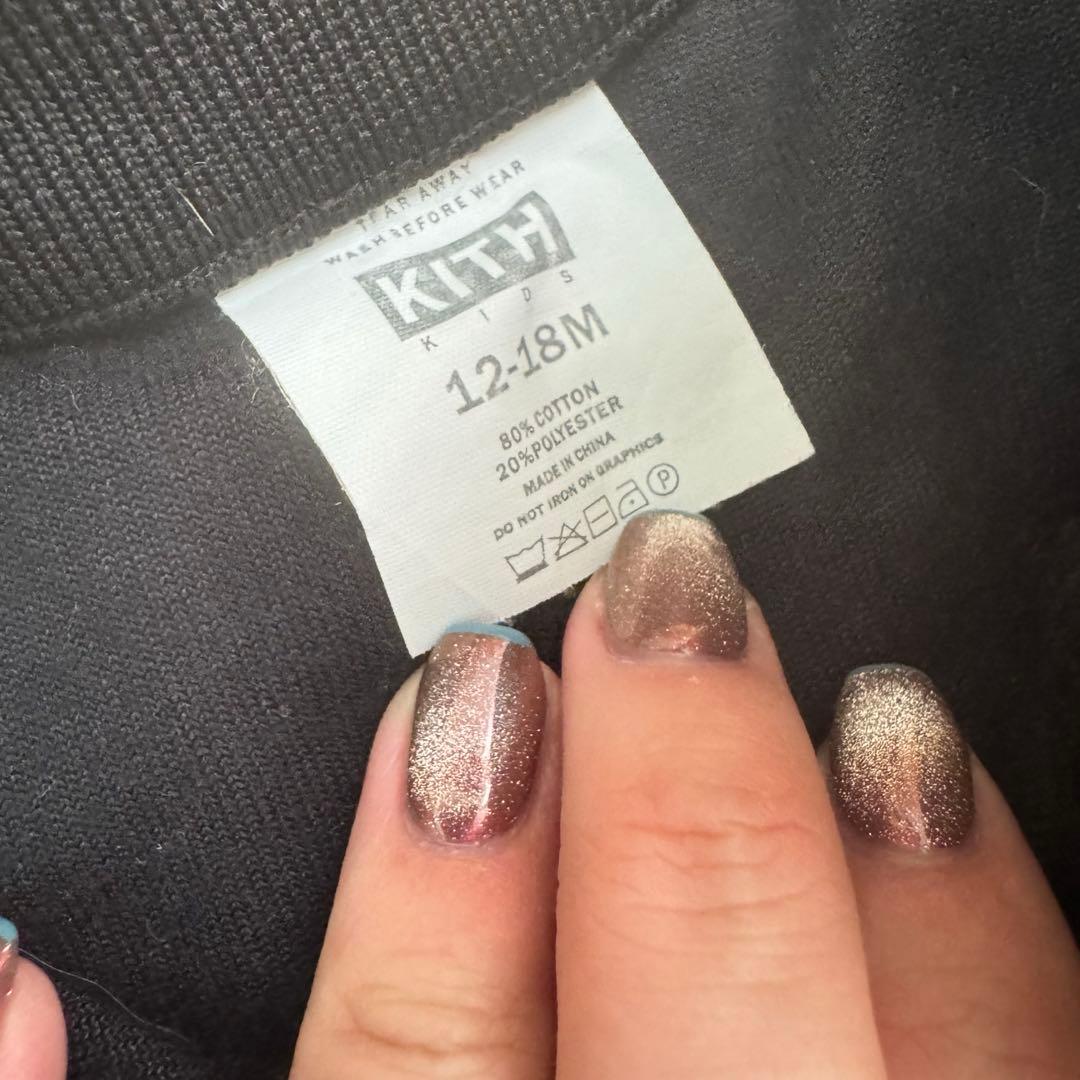 TEAR AWAY
WASH BEFORE WEAR
KITH
KIDS
12-18M
80% COTTON
20%POLYESTER
MADE IN CHINA
DO NOT IRON ON GRAPHICS
P